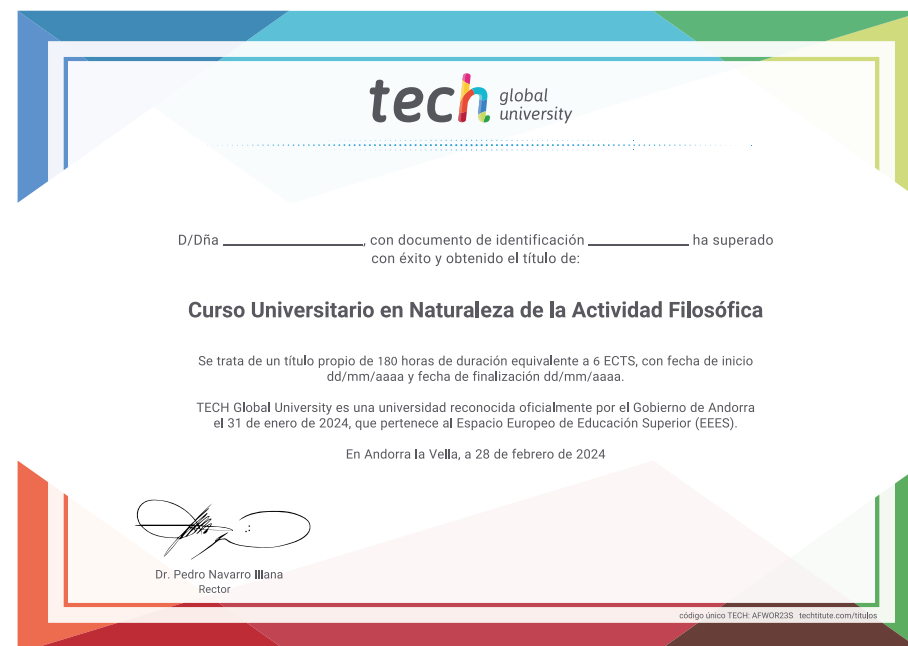 tech global
university
D/Dña ______________, con documento de identificación __________ ha superado
con éxito y obtenido el título de:
Curso Universitario en Naturaleza de la Actividad Filosófica
Se trata de un título propio de 180 horas de duración equivalente a 6 ECTS, con fecha de inicio
dd/mm/aaaa y fecha de finalización dd/mm/aaaa.
TECH Global University es una universidad reconocida oficialmente por el Gobierno de Andorra
el 31 de enero de 2024, que pertenece al Espacio Europeo de Educación Superior (EEES).
En Andorra la Vella, a 28 de febrero de 2024
Dr. Pedro Navarro Illana
Rector
código único TECH: AFWOR23S techtitute.com/titulos